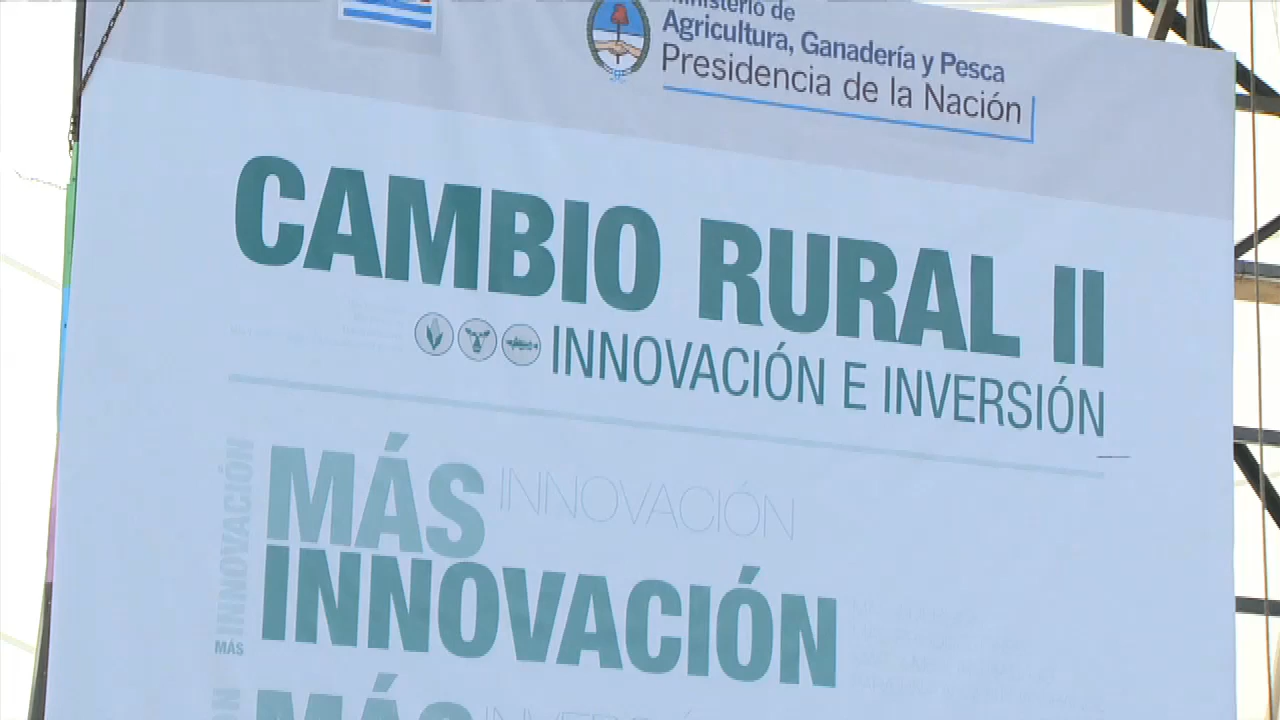 Ministerio de
Agricultura, Ganadería y Pesca
Presidencia de la Nación
CAMBIO RURAL II
INNOVACIÓN E INVERSIÓN
MÁS INNOVACIÓN
INNOVACIÓN
MÁS INNOVACIÓN
MÁS